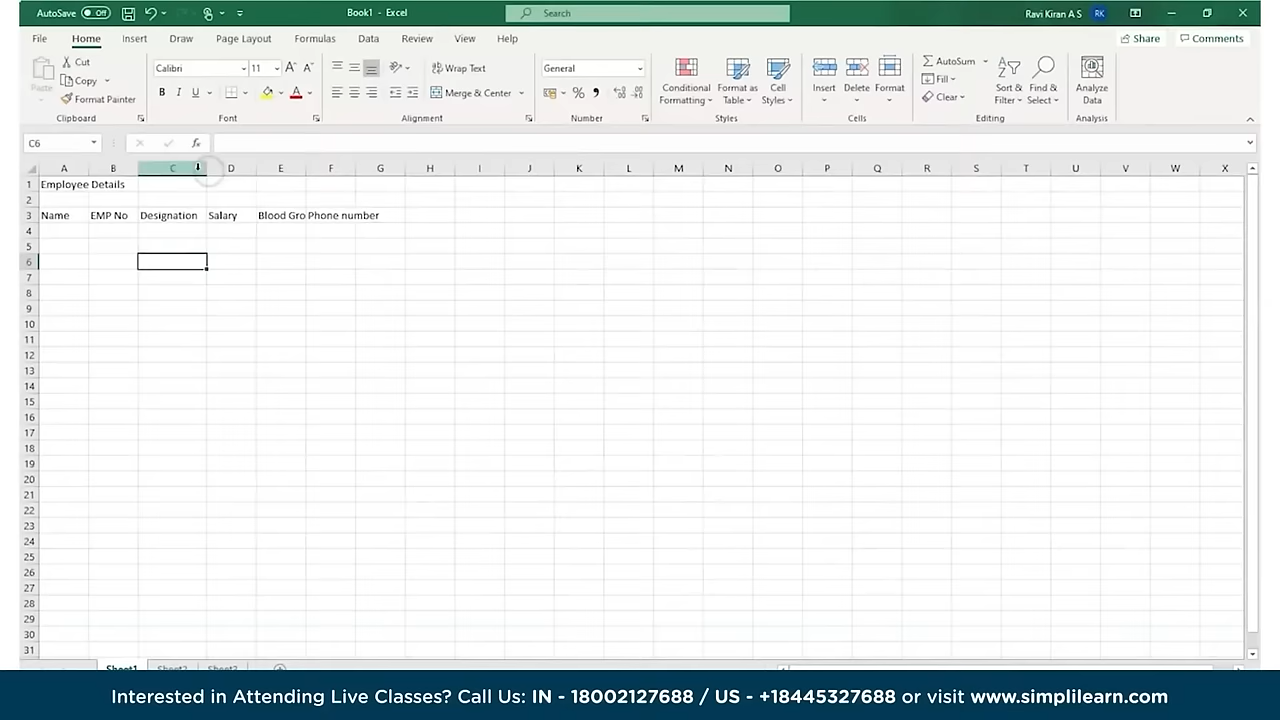 AutoSave Off Book1 - Excel Search Ravi Kiran A S RK
File Home Insert Draw Page Layout Formulas Data Review View Help Share Comments
Paste Cut Copy Format Painter Clipboard
Calibri 11 A A B I U A Font
Wrap Text Merge & Center Alignment
General % , Number
Conditional Formatting Format as Table Cell Styles Styles
Insert Delete Format Cells
AutoSum Fill Clear Sort & Filter Find & Select Editing
Analyze Data Analysis
C6 fx
A B C D E F G H I J K L M N O P Q R S T U V W X
1 Employee Details
2
3 Name EMP No Designation Salary Blood Gro Phone number
4
5
6
7
8
9
10
11
12
13
14
15
16
17
18
19
20
21
22
23
24
25
26
27
28
29
30
31
Sheet1 Sheet2 Sheet3
Interested in Attending Live Classes? Call Us: IN - 18002127688 / US - +18445327688 or visit www.simplilearn.com